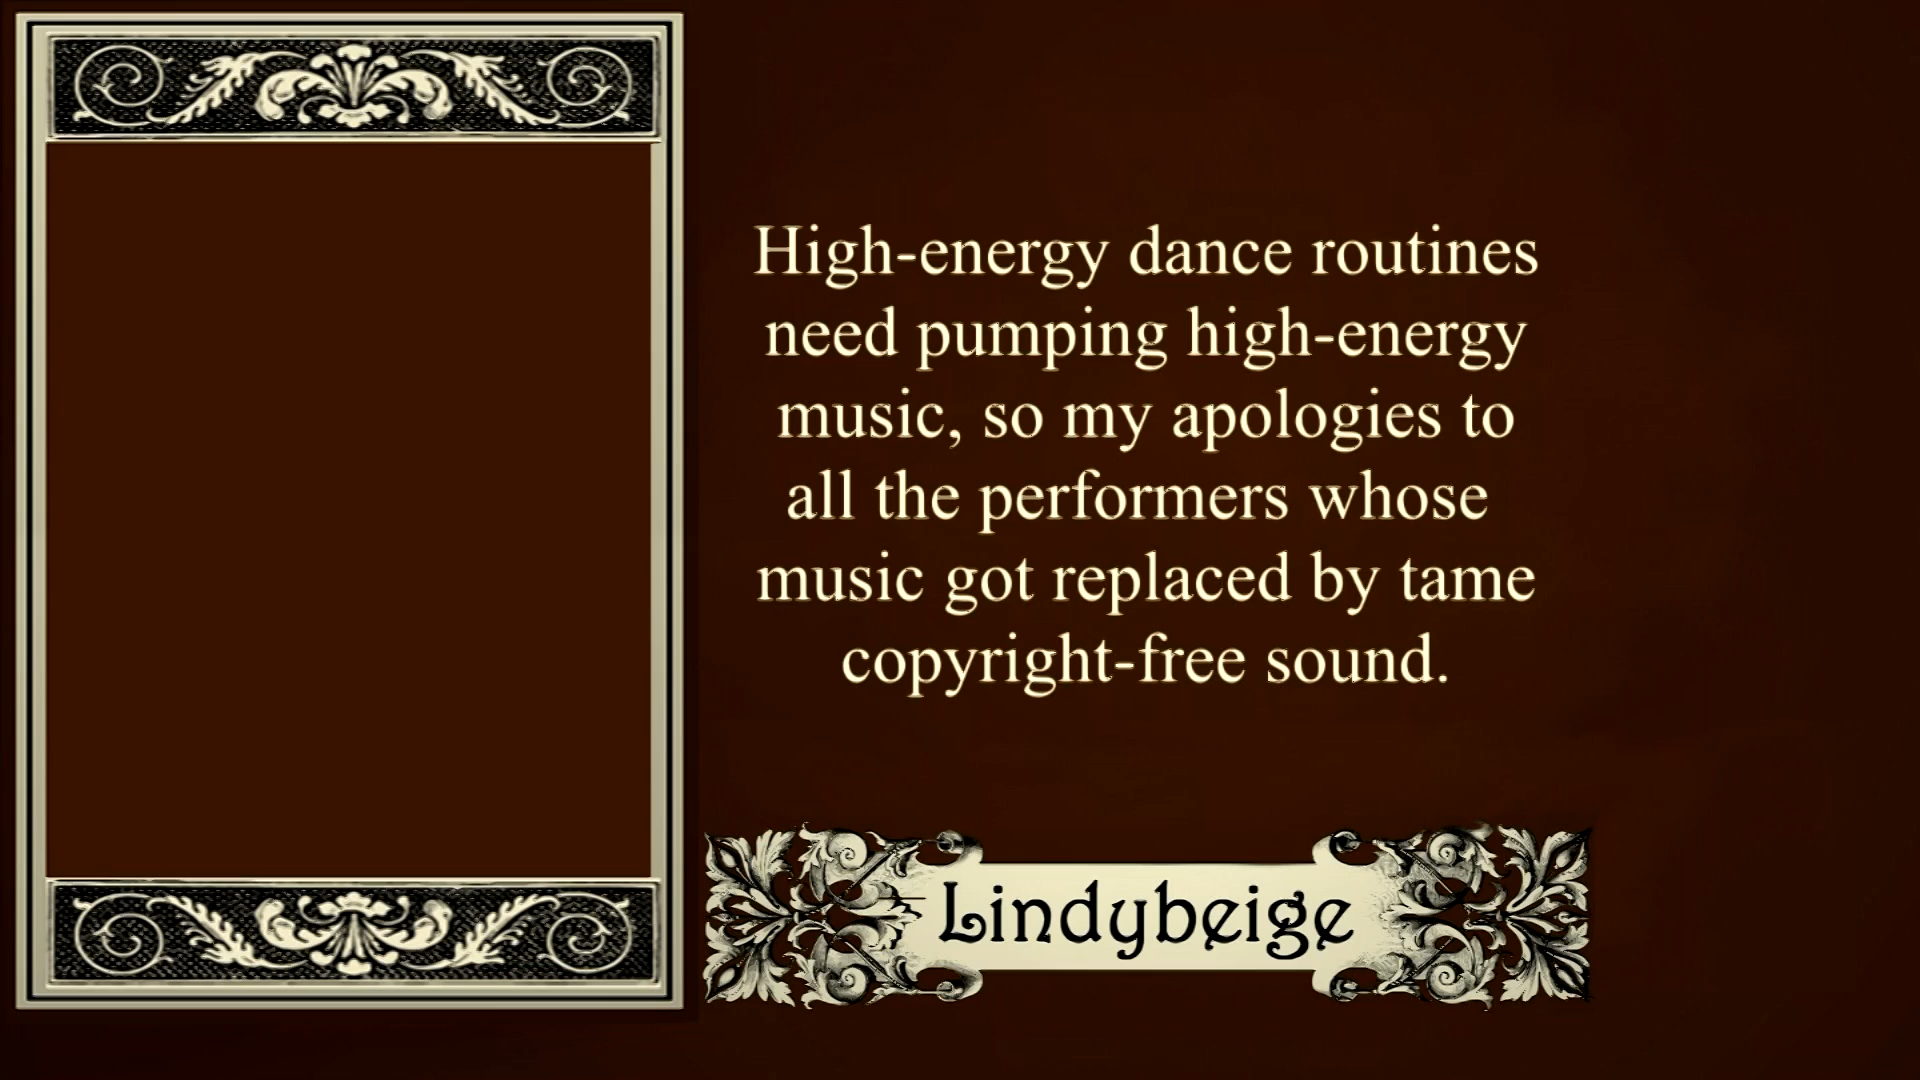 High-energy dance routines
need pumping high-energy
music, so my apologies to
all the performers whose
music got replaced by tame
copyright-free sound.
Lindybeige